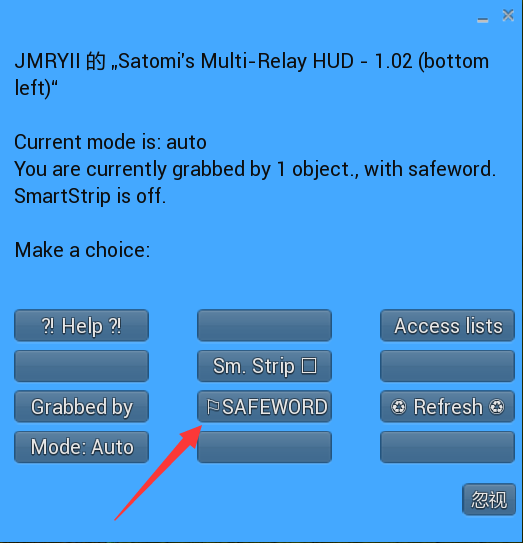 JMRYII 的 „Satomi's Multi-Relay HUD - 1.02 (bottom
left)“
Current mode is: auto
You are currently grabbed by 1 object., with safeword.
SmartStrip is off.
Make a choice:
?! Help ?!
Access lists
Sm. Strip ☐
Grabbed by
⚐SAFEWORD
♽ Refresh ♽
Mode: Auto
忽视